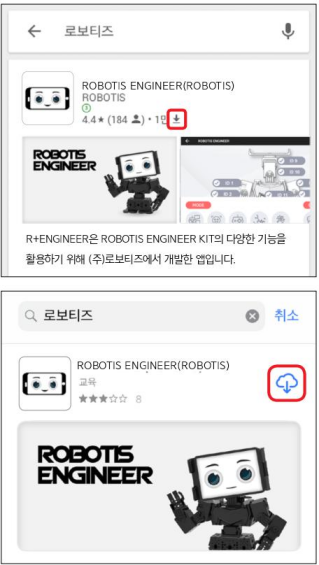 로보티즈
ROBOTIS ENGINEER(ROBOTIS)
ROBOTIS
4.4★ (184 ) • 1만
ROBOTIS
ENGINEER
R+ENGINEER은 ROBOTIS ENGINEER KIT의 다양한 기능을
활용하기 위해 (주)로보티즈에서 개발한 앱입니다.
로보티즈
취소
ROBOTIS ENGINEER(ROBOTIS)
교육
★★★☆☆ 8
ROBOTIS
ENGINEER